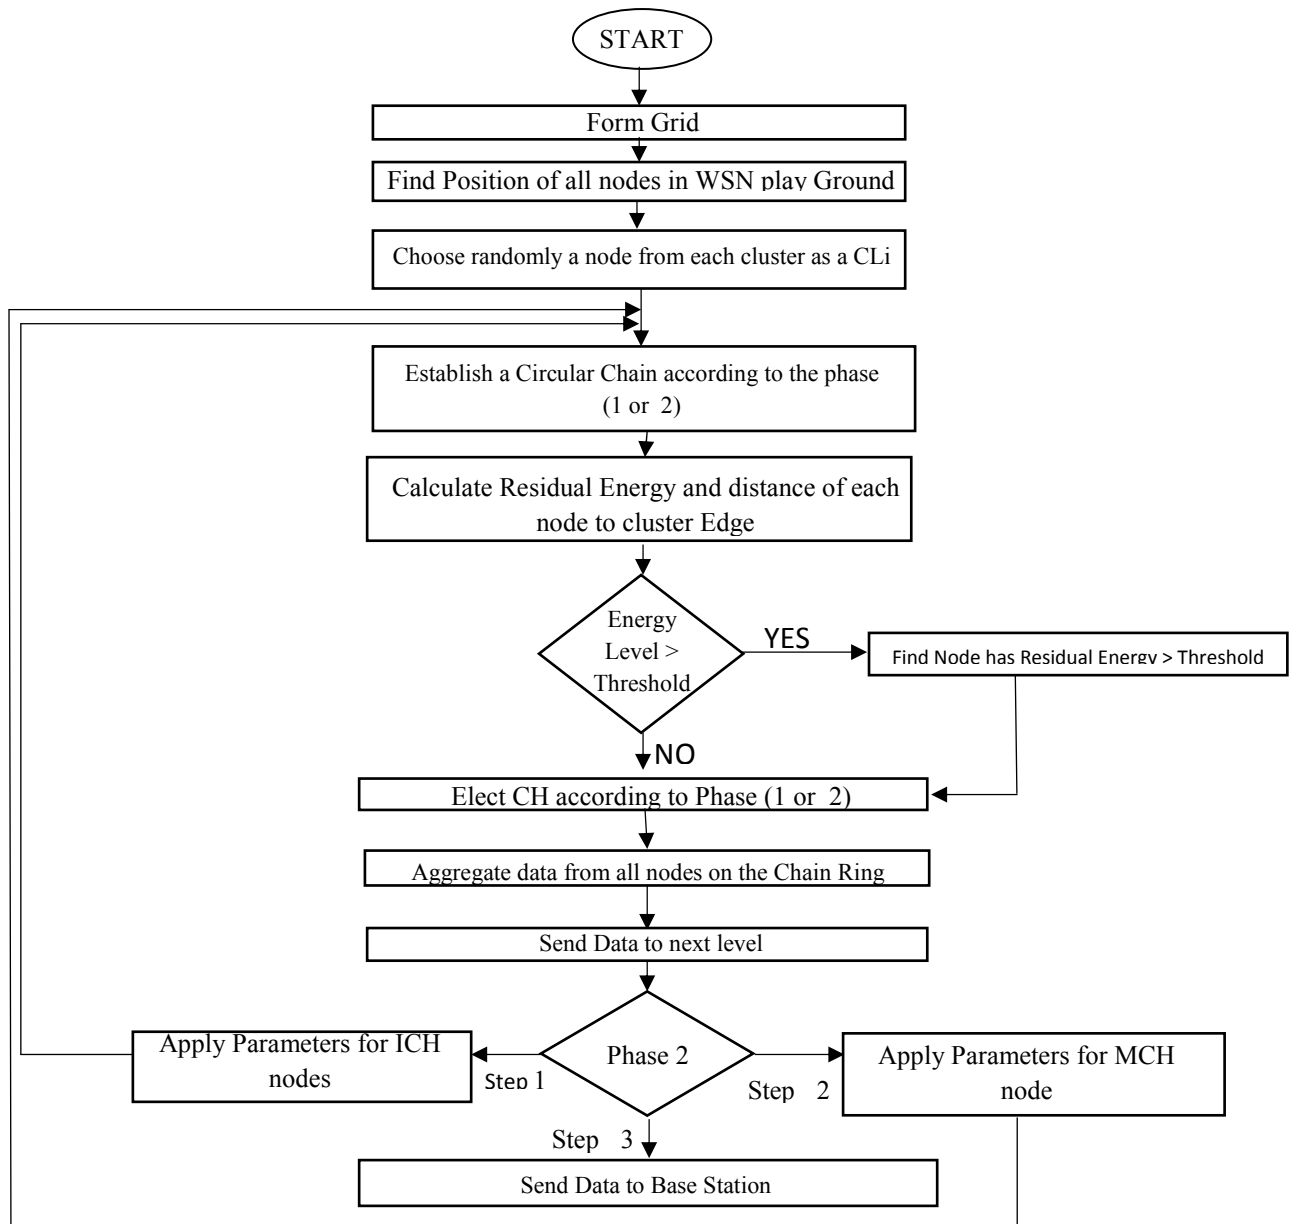 START
Form Grid
Find Position of all nodes in WSN play Ground
Choose randomly a node from each cluster as a CLi
Establish a Circular Chain according to the phase
(1 or 2)
Calculate Residual Energy and distance of each
node to cluster Edge
Energy
Level >
Threshold
YES
Find Node has Residual Energy > Threshold
NO
Elect CH according to Phase (1 or 2)
Aggregate data from all nodes on the Chain Ring
Send Data to next level
Phase 2
Apply Parameters for ICH
nodes
Step 1
Step 2
Apply Parameters for MCH
node
Step 3
Send Data to Base Station